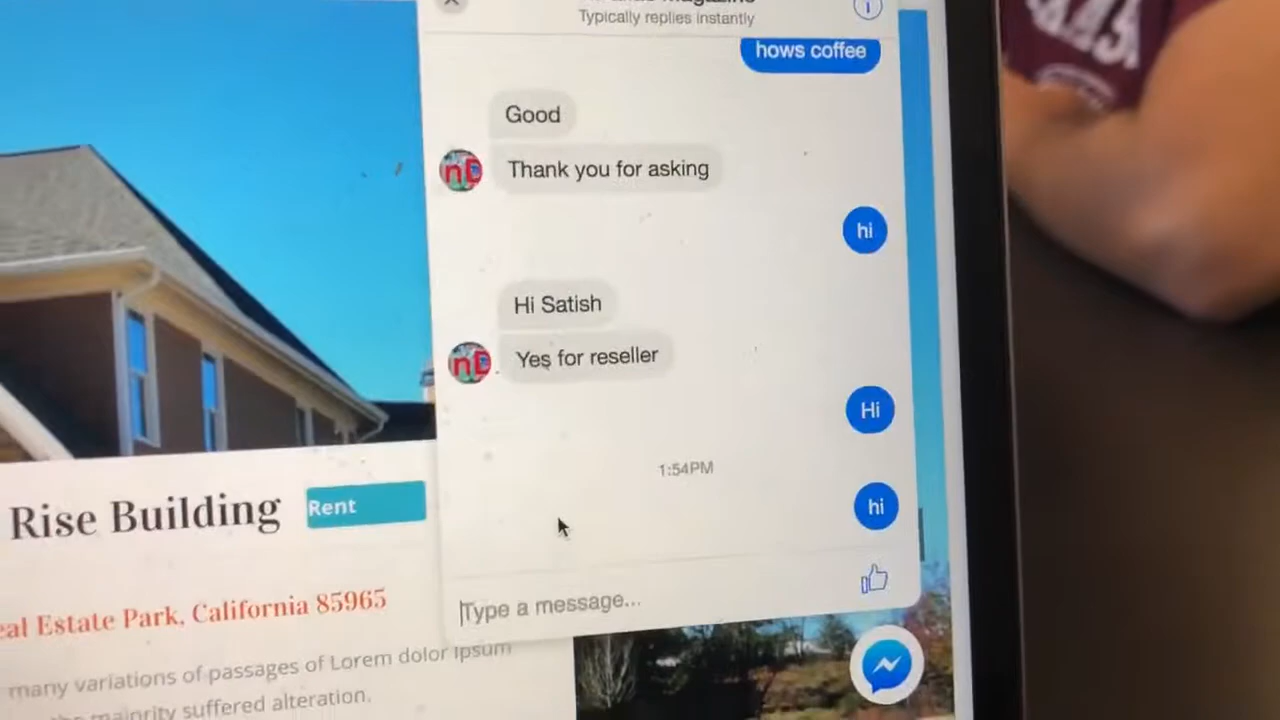 Typically replies instantly
hows coffee
Good
Thank you for asking
hi
Hi Satish
Yes for reseller
Hi
1:54PM
hi
Type a message...
Rise Building
Rent
Estate Park, California 85965
many variations of passages of Lorem dolor Ipsum
majority suffered alteration.